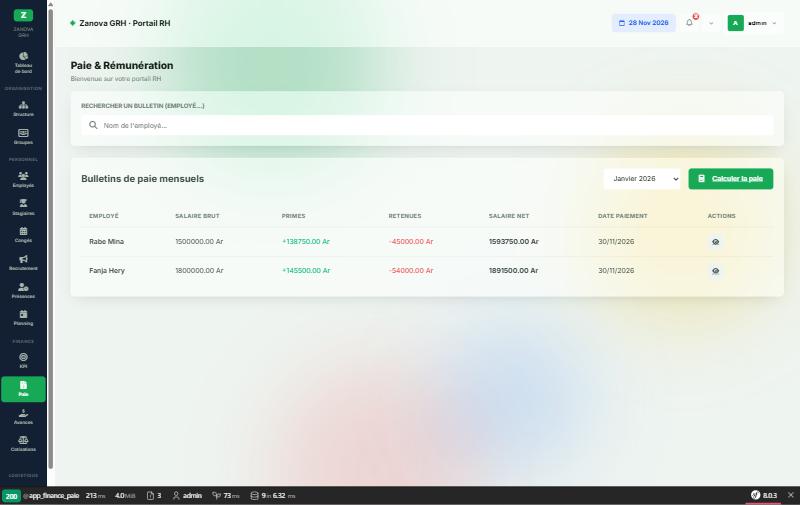 Z
ZANOVA
GRH
Tableau
de bord
ORGANISATION
Structure
Groupes
PERSONNEL
Employés
Stagiaires
Congés
Recrutement
Présences
Planning
FINANCE
KPI
Paie
Avances
Cotisations
LOGISTIQUE
Zanova GRH · Portail RH
28 Nov 2026
A admin
Paie & Rémunération
Bienvenue sur votre portail RH
RECHERCHER UN BULLETIN (EMPLOYÉ...)
Nom de l'employé...
Bulletins de paie mensuels
Janvier 2026
Calculer la paie
EMPLOYÉ SALAIRE BRUT PRIMES RETENUES SALAIRE NET DATE PAIEMENT ACTIONS
Rabe Mina 1500000.00 Ar +138750.00 Ar -45000.00 Ar 1593750.00 Ar 30/11/2026
Fanja Hery 1800000.00 Ar +145500.00 Ar -54000.00 Ar 1891500.00 Ar 30/11/2026
200 @app_finance_paie 213 ms 4.0 MiB 3 admin 73 ms 9 in 6.32 ms 8.0.3